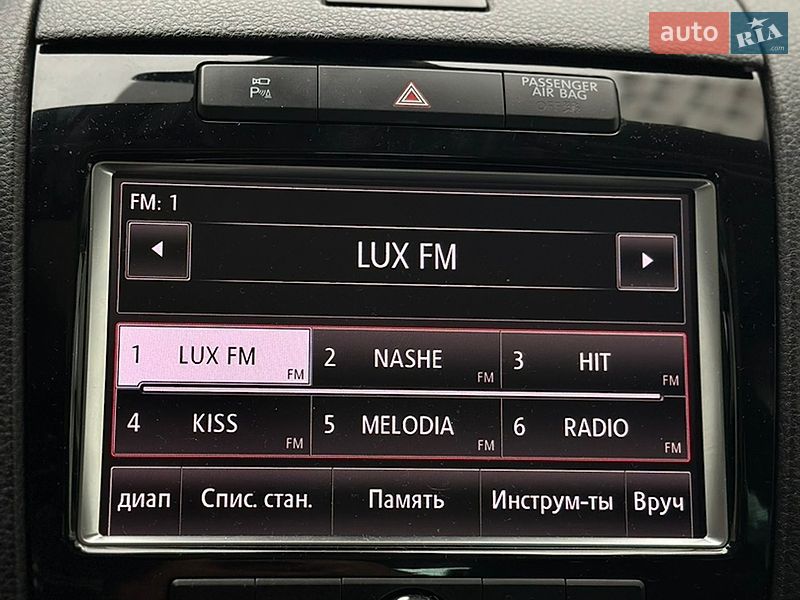 auto RIA .com
P
PASSENGER
AIR BAG
FM: 1
LUX FM
1 LUX FM FM
2 NASHE FM
3 HIT FM
4 KISS FM
5 MELODIA FM
6 RADIO FM
диап Спис. стан. Память Инструм-ты Вруч